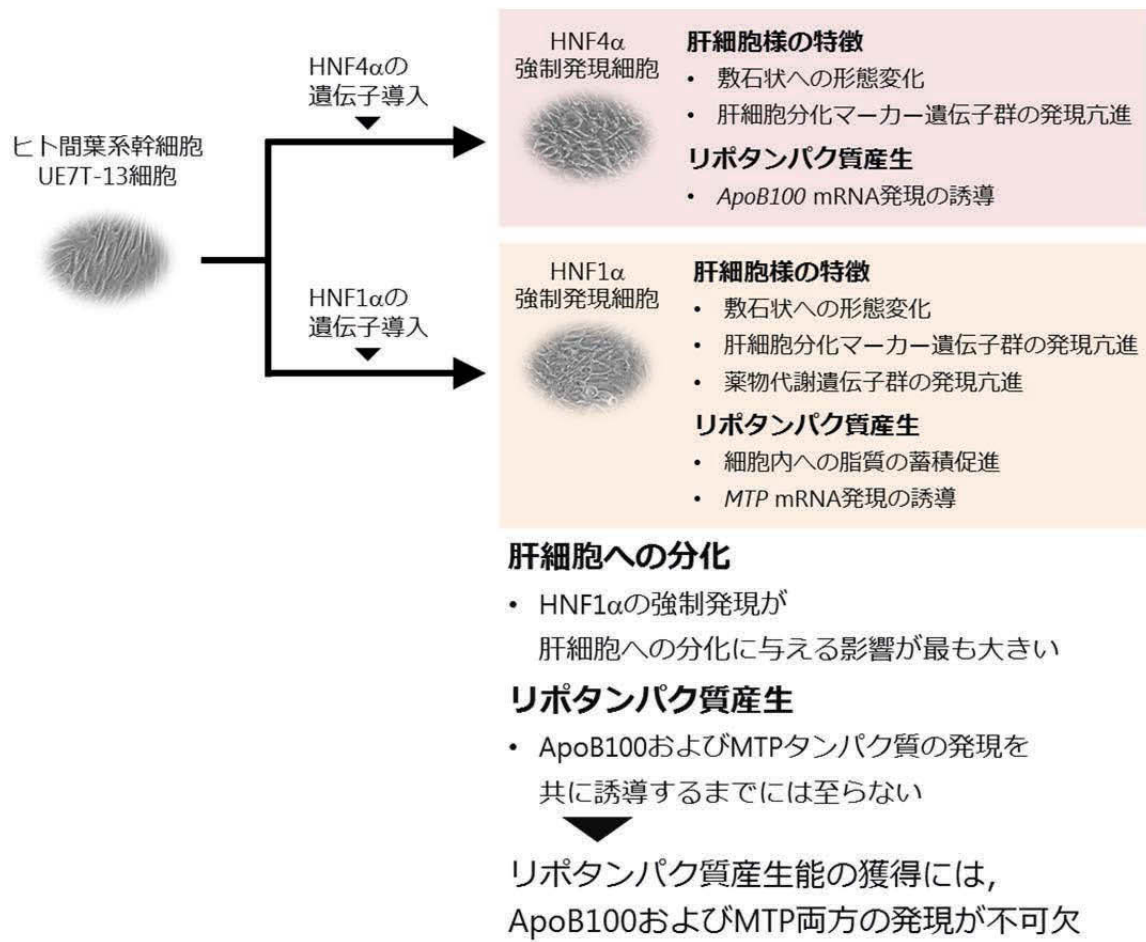 ヒト間葉系幹細胞
UE7T-13細胞
HNF4αの
遺伝子導入
HNF1αの
遺伝子導入
HNF4α
強制発現細胞
肝細胞様の特徴
• 敷石状への形態変化
• 肝細胞分化マーカー遺伝子群の発現亢進
リポタンパク質産生
• ApoB100 mRNA発現の誘導
HNF1α
強制発現細胞
肝細胞様の特徴
• 敷石状への形態変化
• 肝細胞分化マーカー遺伝子群の発現亢進
• 薬物代謝遺伝子群の発現亢進
リポタンパク質産生
• 細胞内への脂質の蓄積促進
• MTP mRNA発現の誘導
肝細胞への分化
• HNF1αの強制発現が
肝細胞への分化に与える影響が最も大きい
リポタンパク質産生
• ApoB100およびMTPタンパク質の発現を
共に誘導するまでには至らない
リポタンパク質産生能の獲得には,
ApoB100およびMTP両方の発現が不可欠